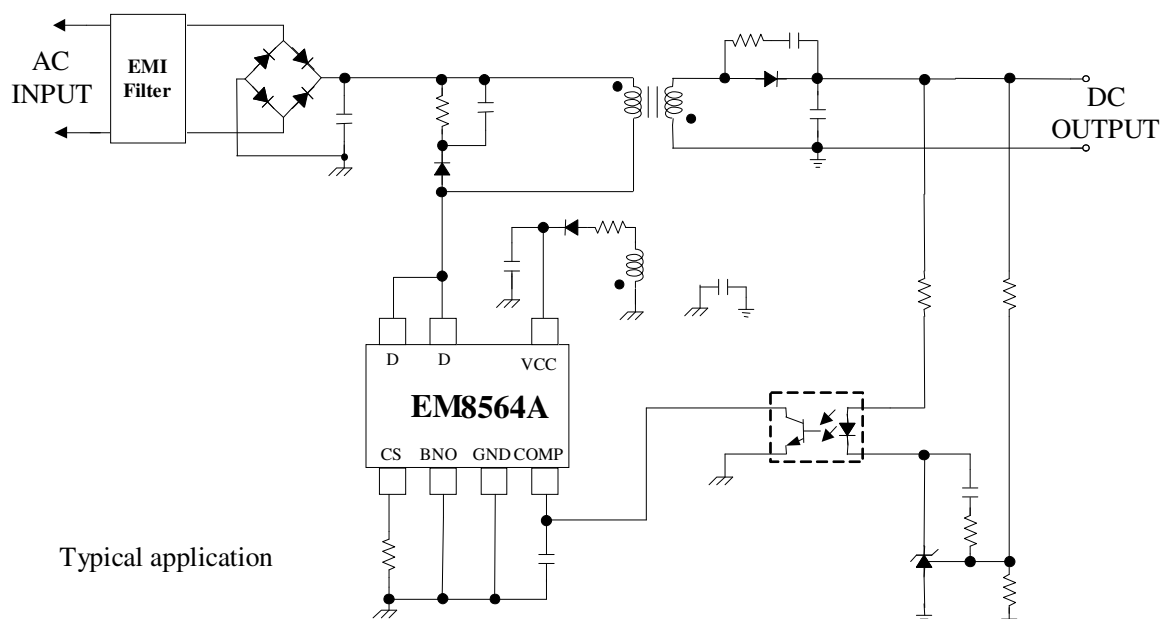 AC
INPUT
EMI
Filter
DC
OUTPUT
D D VCC
EM8564A
CS BNO GND COMP
Typical application